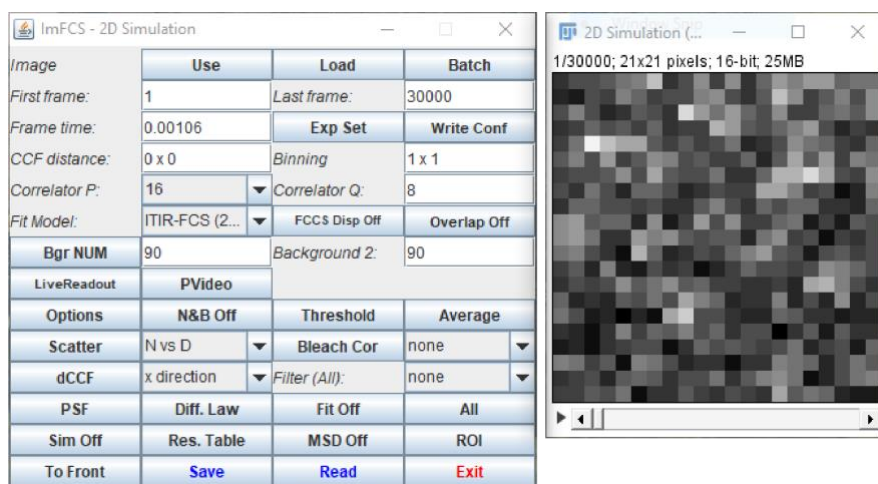 ImFCS - 2D Simulation
Image Use Load Batch
First frame: 1 Last frame: 30000
Frame time: 0.00106 Exp Set Write Conf
CCF distance: 0 x 0 Binning 1 x 1
Correlator P: 16 Correlator Q: 8
Fit Model: ITIR-FCS (2... FCCS Disp Off Overlap Off
Bgr NUM 90 Background 2: 90
LiveReadout PVideo
Options N&B Off Threshold Average
Scatter N vs D Bleach Cor none
dCCF x direction Filter (All): none
PSF Diff. Law Fit Off All
Sim Off Res. Table MSD Off ROI
To Front Save Read Exit
2D Simulation (...
1/30000; 21x21 pixels; 16-bit; 25MB